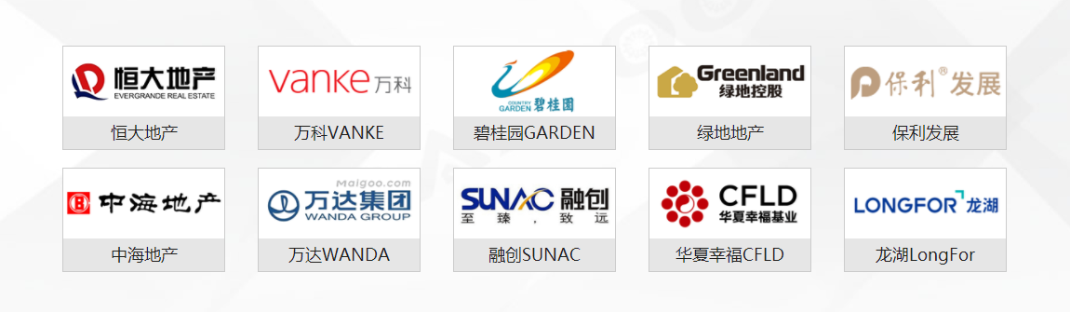 恒大地产
EVERGRANDE REAL ESTATE
恒大地产
vanke 万科
万科VANKE
COUNTRY
GARDEN 碧桂园
碧桂园GARDEN
Greenland
绿地控股
绿地地产
保利®发展
保利发展
中海地产
中海地产
Maigoo.com
万达集团
WANDA GROUP
万达WANDA
SUNAC 融创
至臻,致远
融创SUNAC
CFLD
华夏幸福基业
华夏幸福CFLD
LONGFOR 龙湖
龙湖LongFor